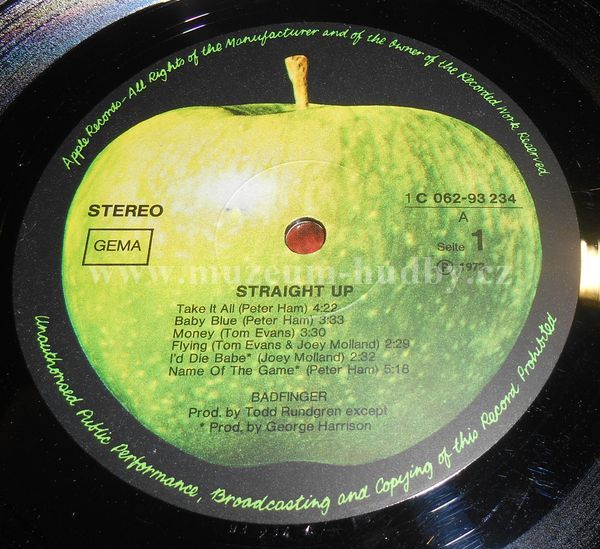 Apple Records-All Rights of the Manufacturer and of the Owner of the Recorded Work Reserved
STEREO
GEMA
1 C 062-93 234
A
Seite 1
Ⓟ 1972
www.muzeum-hudby.cz
STRAIGHT UP
Take It All (Peter Ham) 4:22
Baby Blue (Peter Ham) 3:33
Money (Tom Evans) 3:30
Flying (Tom Evans & Joey Molland) 2:29
I'd Die Babe* (Joey Molland) 2:32
Name Of The Game* (Peter Ham) 5:18
BADFINGER
Prod. by Todd Rundgren except
* Prod. by George Harrison
Unauthorised Public Performance, Broadcasting and Copying of this Record Prohibited